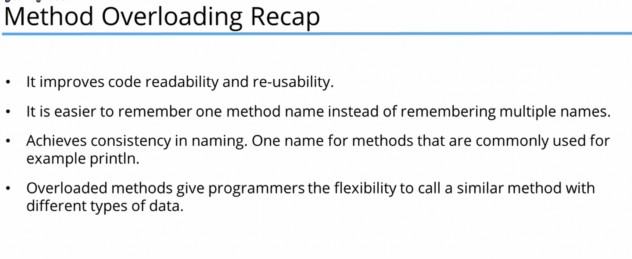 Method Overloading Recap
• It improves code readability and re-usability.
• It is easier to remember one method name instead of remembering multiple names.
• Achieves consistency in naming. One name for methods that are commonly used for
example println.
• Overloaded methods give programmers the flexibility to call a similar method with
different types of data.